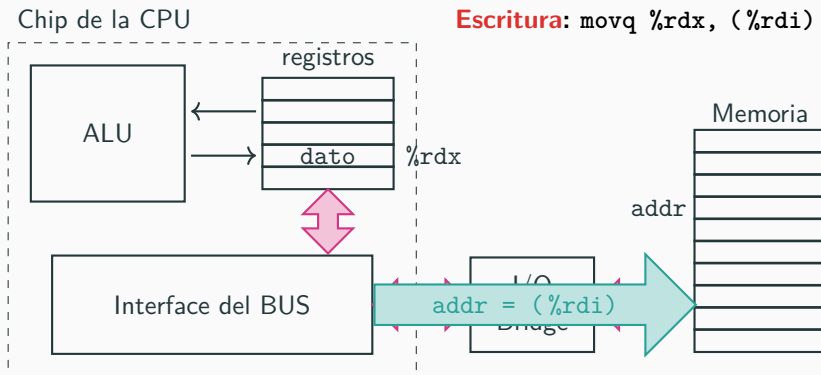 Chip de la CPU
Escritura: movq %rdx, (%rdi)
registros
ALU
dato
%rdx
Memoria
addr
Interface del BUS
I/O
addr = (%rdi)
Bridge